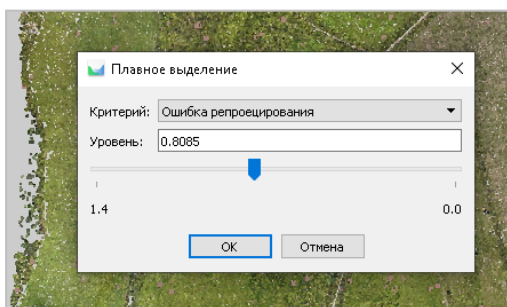 Плавное выделение
Критерий: Ошибка репроецирования
Уровень: 0.8085
1.4 0.0
OK Отмена